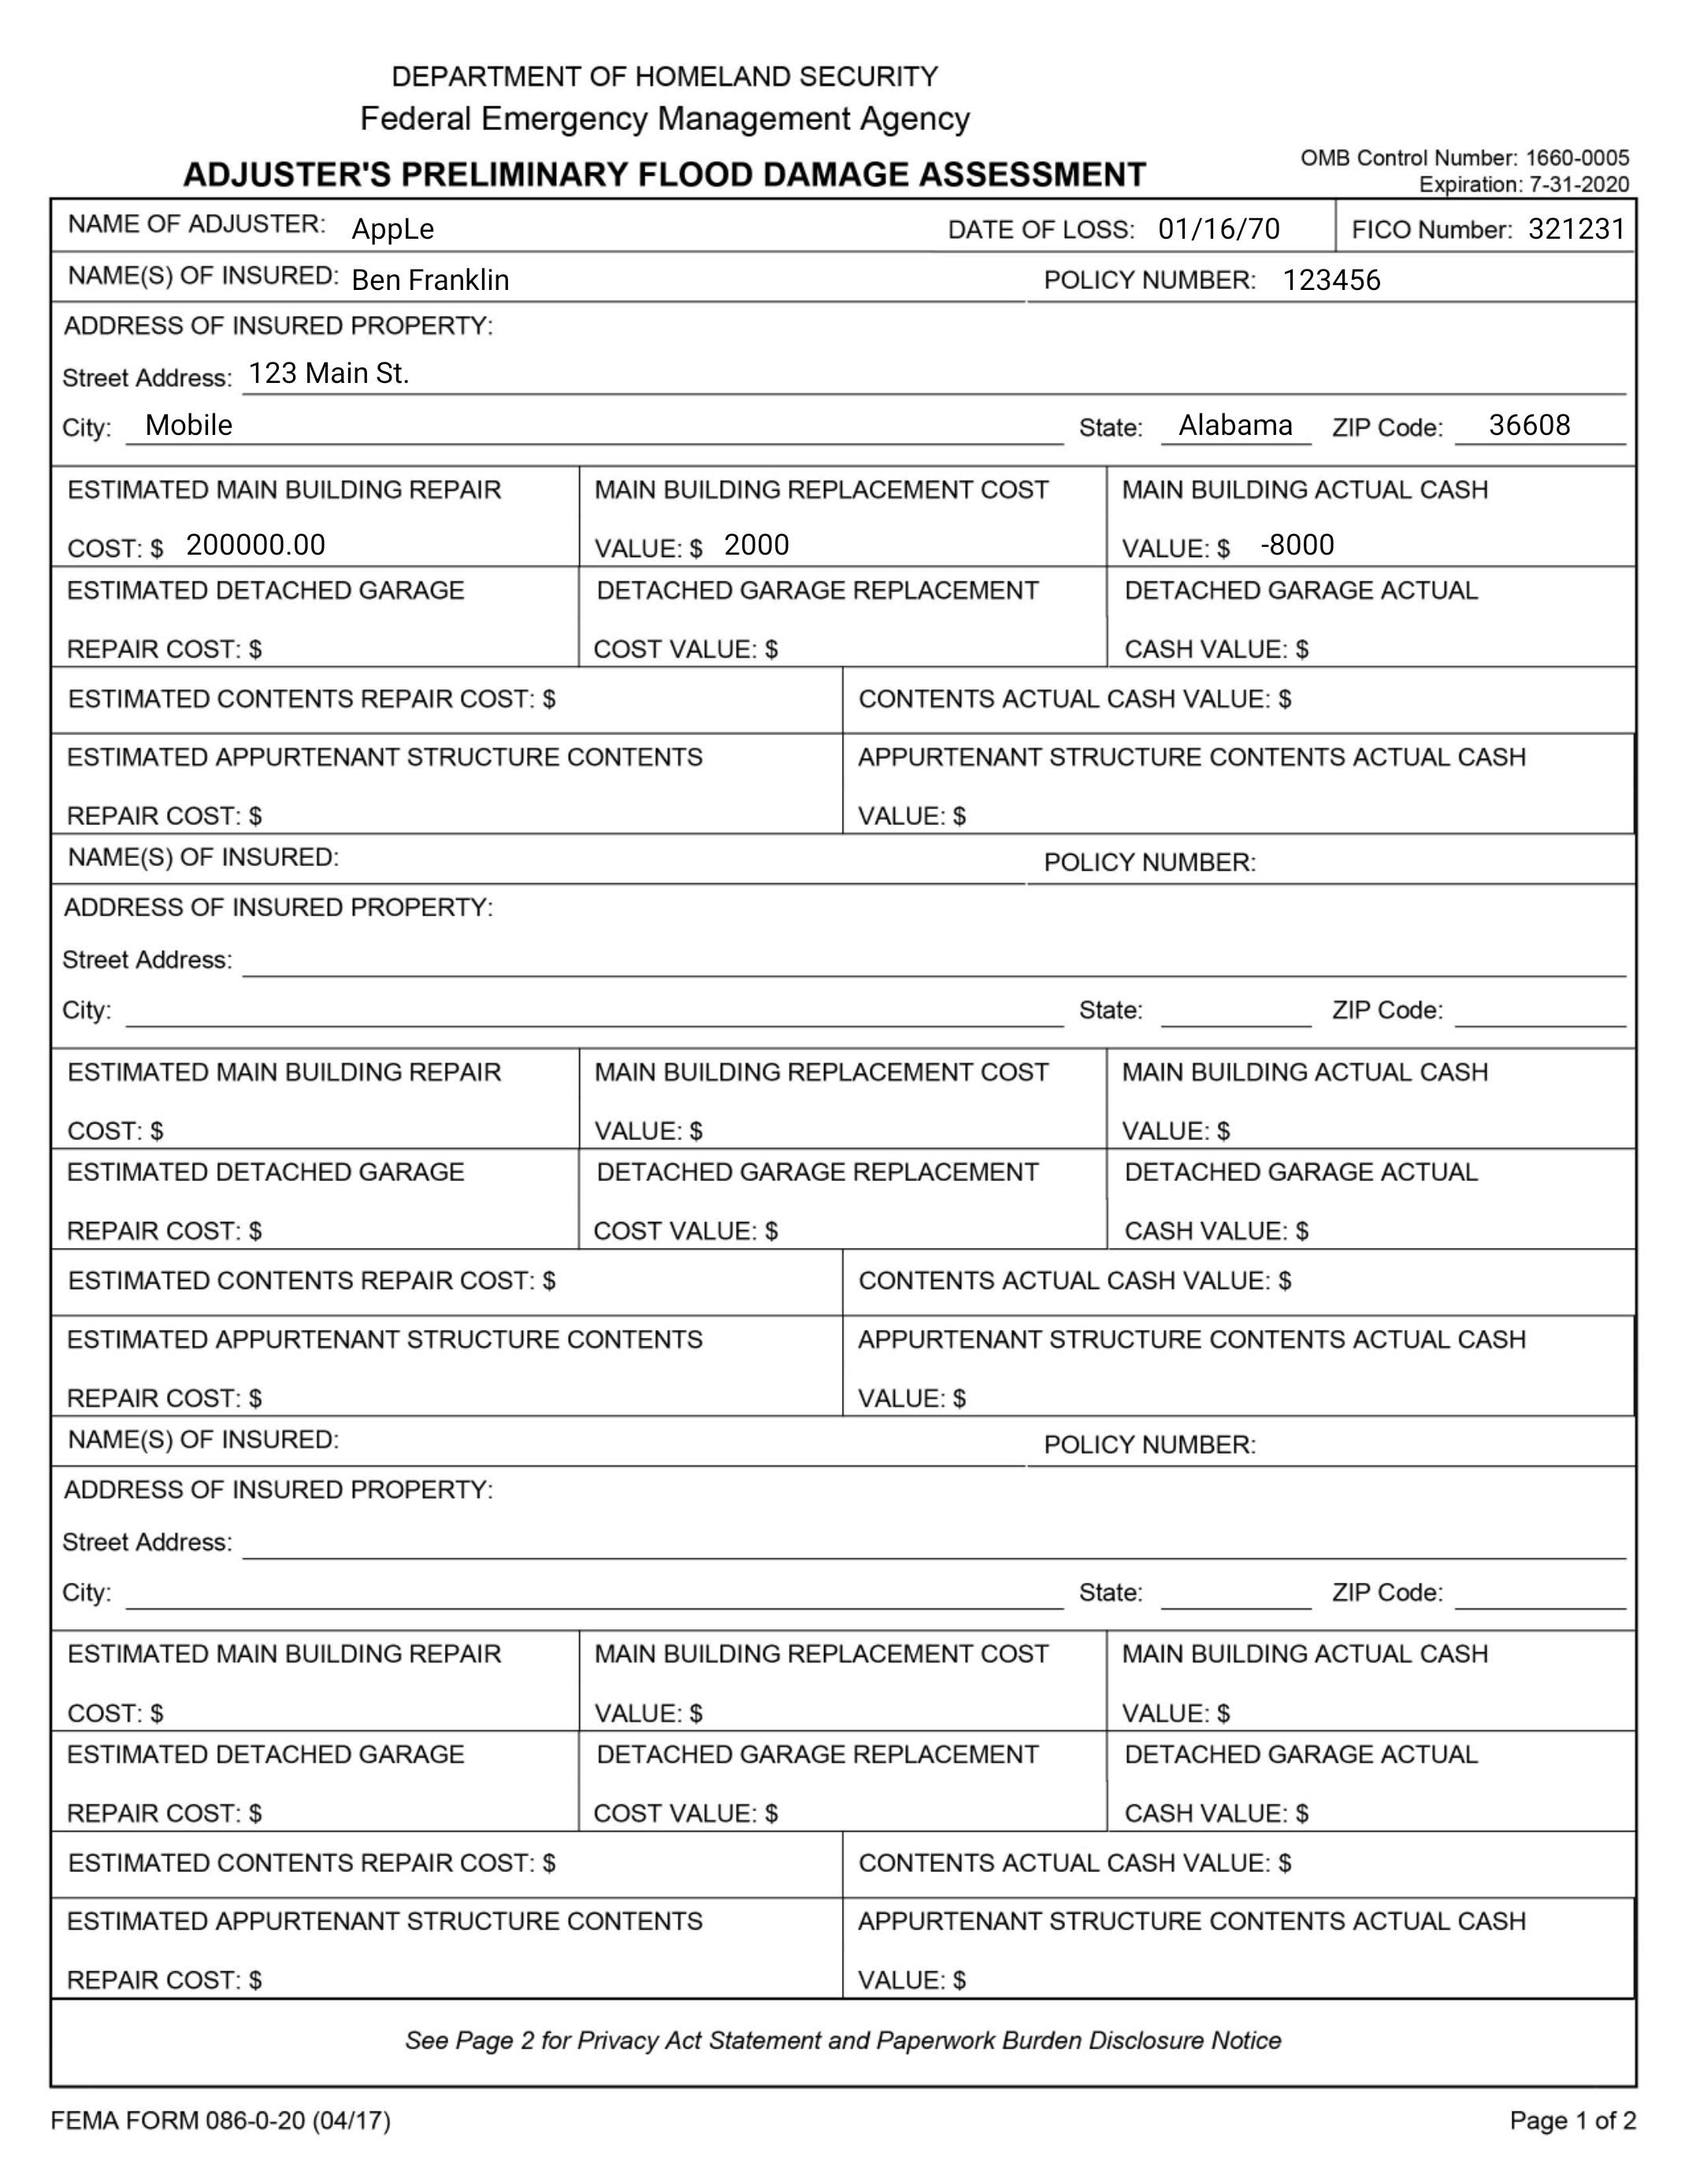 DEPARTMENT OF HOMELAND SECURITY
Federal Emergency Management Agency
ADJUSTER'S PRELIMINARY FLOOD DAMAGE ASSESSMENT
OMB Control Number: 1660-0005
Expiration: 7-31-2020
NAME OF ADJUSTER: AppLe DATE OF LOSS: 01/16/70 FICO Number: 321231
NAME(S) OF INSURED: Ben Franklin POLICY NUMBER: 123456
ADDRESS OF INSURED PROPERTY:
Street Address: 123 Main St.
City: Mobile State: Alabama ZIP Code: 36608
ESTIMATED MAIN BUILDING REPAIR
COST: $ 200000.00
MAIN BUILDING REPLACEMENT COST
VALUE: $ 2000
MAIN BUILDING ACTUAL CASH
VALUE: $ -8000
ESTIMATED DETACHED GARAGE
REPAIR COST: $
DETACHED GARAGE REPLACEMENT
COST VALUE: $
DETACHED GARAGE ACTUAL
CASH VALUE: $
ESTIMATED CONTENTS REPAIR COST: $
CONTENTS ACTUAL CASH VALUE: $
ESTIMATED APPURTENANT STRUCTURE CONTENTS
REPAIR COST: $
APPURTENANT STRUCTURE CONTENTS ACTUAL CASH
VALUE: $
NAME(S) OF INSURED: POLICY NUMBER:
ADDRESS OF INSURED PROPERTY:
Street Address:
City: State: ZIP Code:
ESTIMATED MAIN BUILDING REPAIR
COST: $
MAIN BUILDING REPLACEMENT COST
VALUE: $
MAIN BUILDING ACTUAL CASH
VALUE: $
ESTIMATED DETACHED GARAGE
REPAIR COST: $
DETACHED GARAGE REPLACEMENT
COST VALUE: $
DETACHED GARAGE ACTUAL
CASH VALUE: $
ESTIMATED CONTENTS REPAIR COST: $
CONTENTS ACTUAL CASH VALUE: $
ESTIMATED APPURTENANT STRUCTURE CONTENTS
REPAIR COST: $
APPURTENANT STRUCTURE CONTENTS ACTUAL CASH
VALUE: $
NAME(S) OF INSURED: POLICY NUMBER:
ADDRESS OF INSURED PROPERTY:
Street Address:
City: State: ZIP Code:
ESTIMATED MAIN BUILDING REPAIR
COST: $
MAIN BUILDING REPLACEMENT COST
VALUE: $
MAIN BUILDING ACTUAL CASH
VALUE: $
ESTIMATED DETACHED GARAGE
REPAIR COST: $
DETACHED GARAGE REPLACEMENT
COST VALUE: $
DETACHED GARAGE ACTUAL
CASH VALUE: $
ESTIMATED CONTENTS REPAIR COST: $
CONTENTS ACTUAL CASH VALUE: $
ESTIMATED APPURTENANT STRUCTURE CONTENTS
REPAIR COST: $
APPURTENANT STRUCTURE CONTENTS ACTUAL CASH
VALUE: $
See Page 2 for Privacy Act Statement and Paperwork Burden Disclosure Notice
FEMA FORM 086-0-20 (04/17) Page 1 of 2